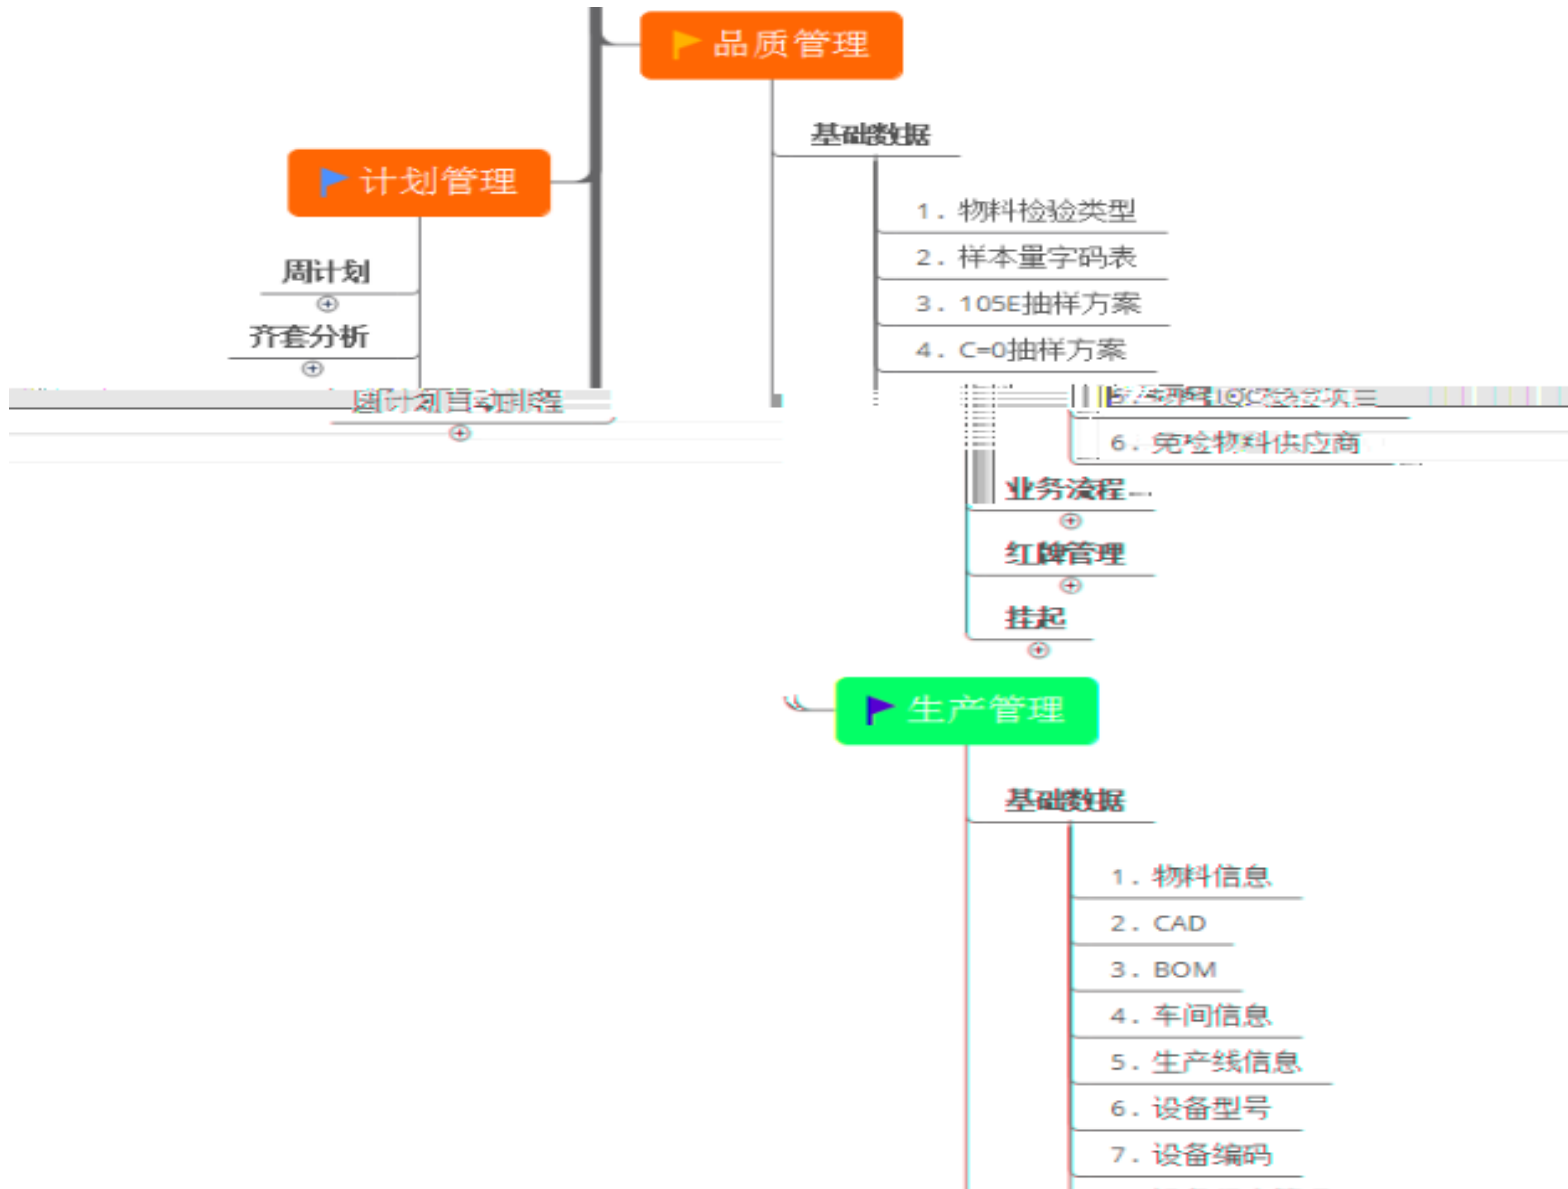 品质管理
基础数据
1. 物料检验类型
2. 样本量字码表
3. 105E抽样方案
4. C=0抽样方案
6. 免检物料供应商
业务流程
红牌管理
挂起
计划管理
周计划
齐套分析
周计划自动排程
生产管理
基础数据
1. 物料信息
2. CAD
3. BOM
4. 车间信息
5. 生产线信息
6. 设备型号
7. 设备编码